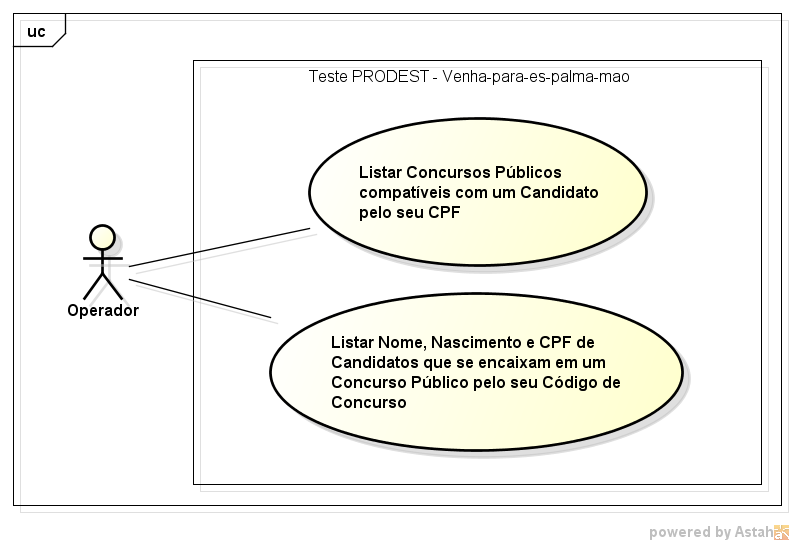 uc
Teste PRODEST - Venha-para-es-palma-mao
Listar Concursos Públicos
compatíveis com um Candidato
pelo seu CPF
Operador
Listar Nome, Nascimento e CPF de
Candidatos que se encaixam em um
Concurso Público pelo seu Código de
Concurso
powered by Astah